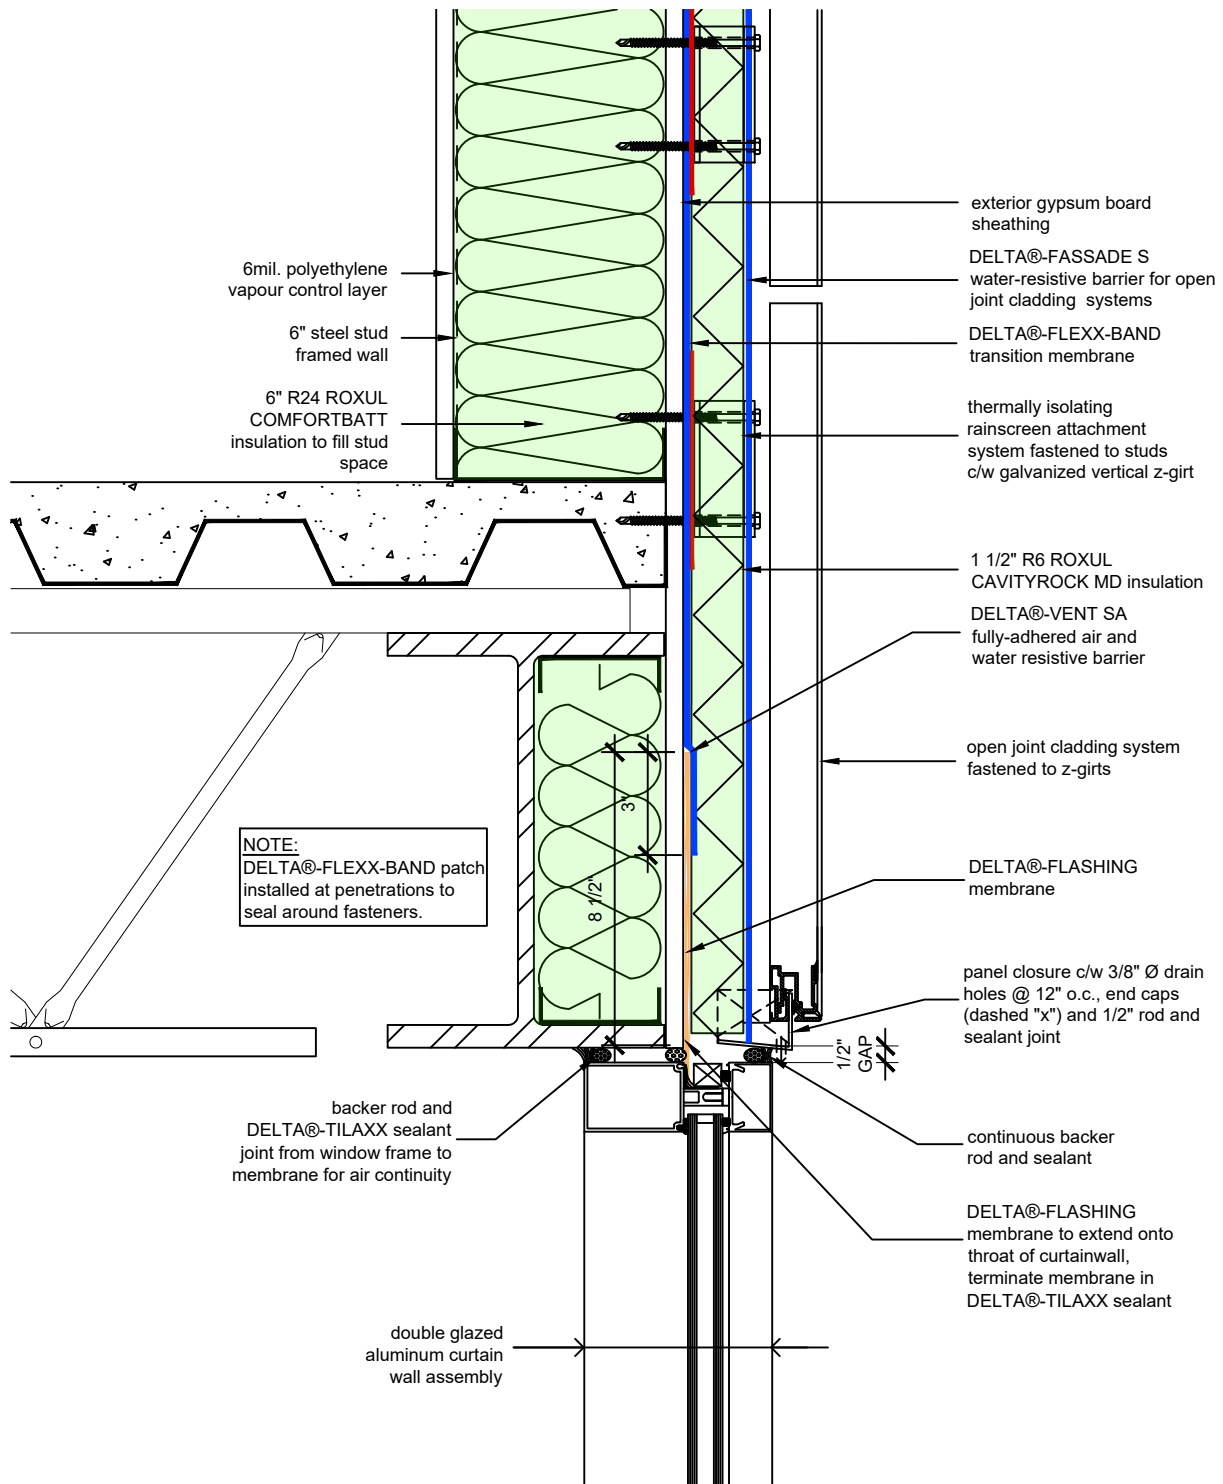 exterior gypsum board
sheathing
DELTA®-FASSADE S
water-resistive barrier for open
joint cladding systems
DELTA®-FLEXX-BAND
transition membrane
thermally isolating
rainscreen attachment
system fastened to studs
c/w galvanized vertical z-girt
1 1/2" R6 ROXUL
CAVITYROCK MD insulation
DELTA®-VENT SA
fully-adhered air and
water resistive barrier
open joint cladding system
fastened to z-girts
DELTA®-FLASHING
membrane
panel closure c/w 3/8" Ø drain
holes @ 12" o.c., end caps
(dashed "x") and 1/2" rod and
sealant joint
continuous backer
rod and sealant
DELTA®-FLASHING
membrane to extend onto
throat of curtainwall,
terminate membrane in
DELTA®-TILAXX sealant
6mil. polyethylene
vapour control layer
6" steel stud
framed wall
6" R24 ROXUL
COMFORTBATT
insulation to fill stud
space
NOTE:
DELTA®-FLEXX-BAND patch
installed at penetrations to
seal around fasteners.
3"
8 1/2"
1/2"
GAP
backer rod and
DELTA®-TILAXX sealant
joint from window frame to
membrane for air continuity
double glazed
aluminum curtain
wall assembly